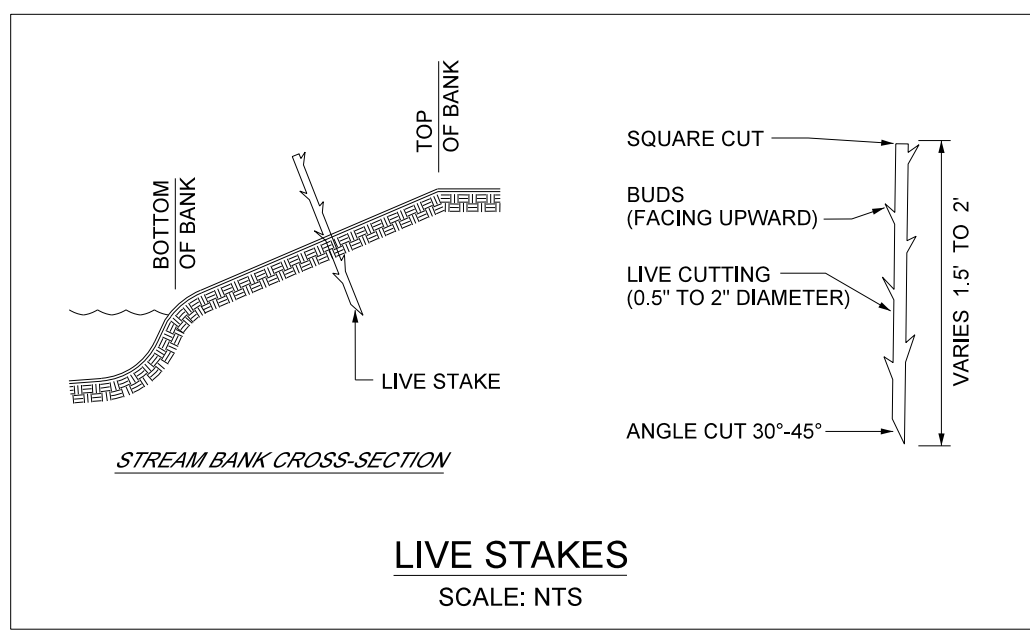 BOTTOM
OF BANK
TOP
OF BANK
LIVE STAKE
STREAM BANK CROSS-SECTION
SQUARE CUT
BUDS
(FACING UPWARD)
LIVE CUTTING
(0.5" TO 2" DIAMETER)
ANGLE CUT 30°-45°
VARIES 1.5' TO 2'
LIVE STAKES
SCALE: NTS